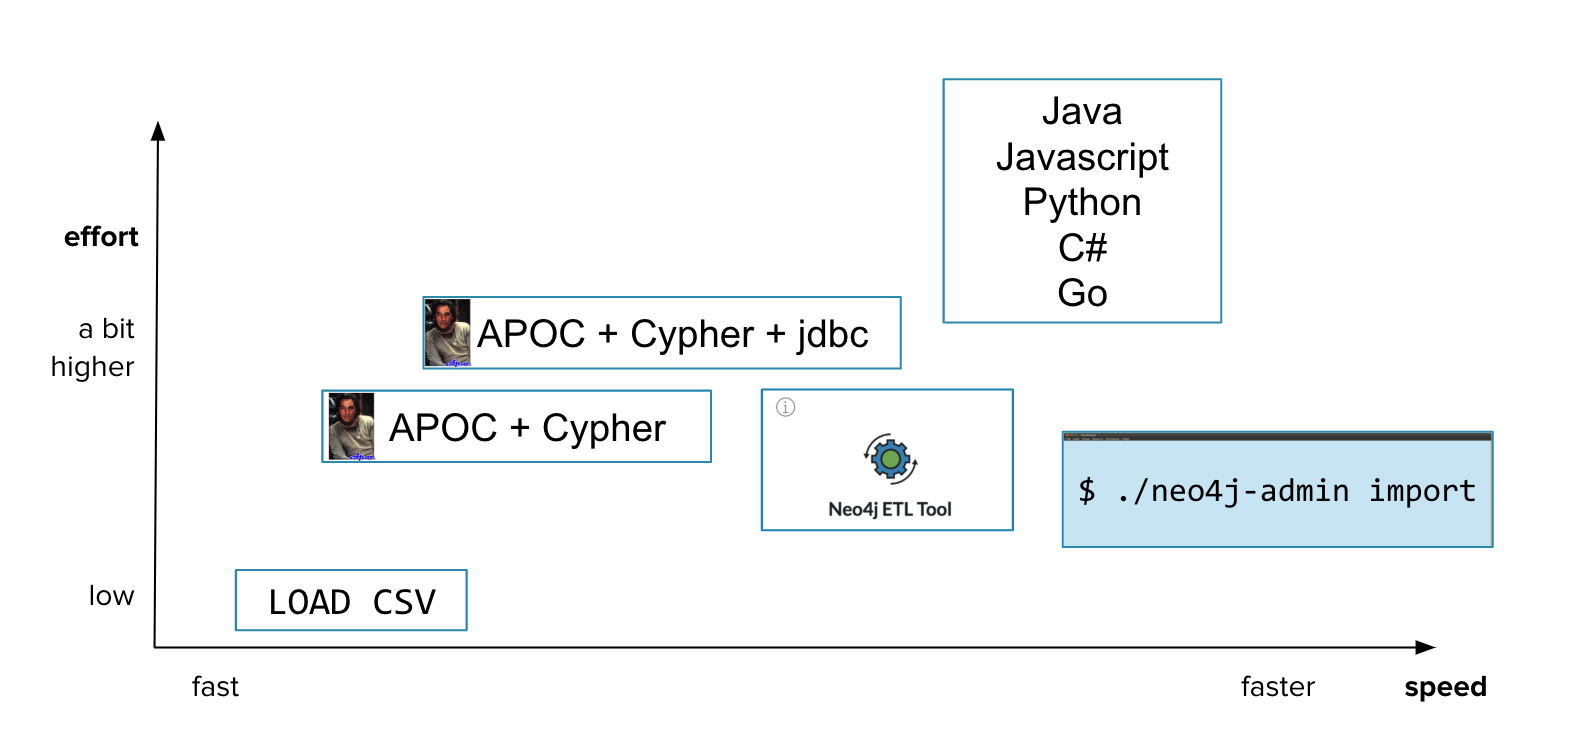 Java
Javascript
Python
C#
Go
effort
a bit
higher
APOC + Cypher + jdbc
APOC + Cypher
Neo4j ETL Tool
$ ./neo4j-admin import
low
LOAD CSV
fast
faster
speed